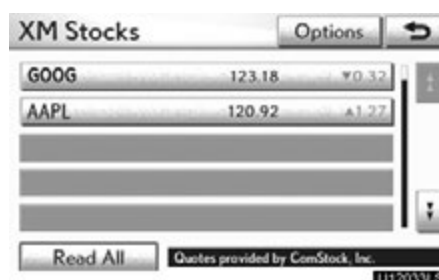 XM Stocks Options
GOOG 123.18 ▼0.32
AAPL 120.92 ▲1.27
Read All Quotes provided by ComStock, Inc.